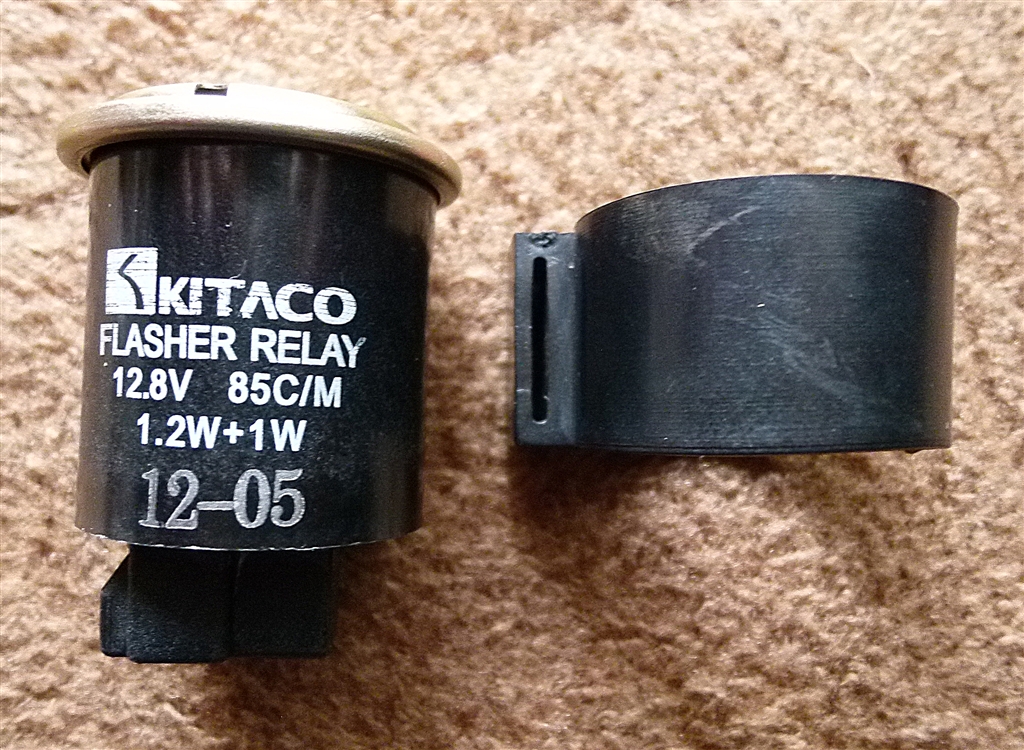 KITACO
FLASHER RELAY
12.8V 85C/M
1.2W+1W
12-05